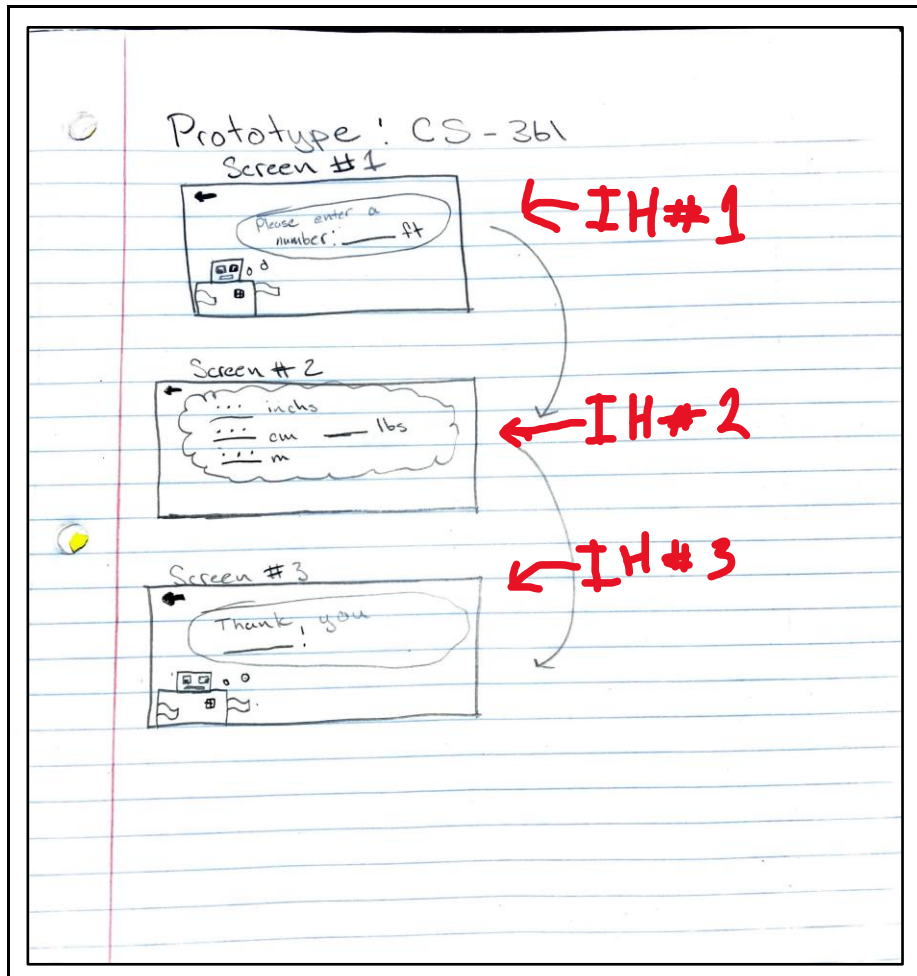 Prototype: CS-361
Screen #1
Please enter a
number: ____ ft
IH#1
Screen #2
... inchs
... cm ____ lbs
... m
IH#2
Screen #3
Thank, you
____!
IH#3